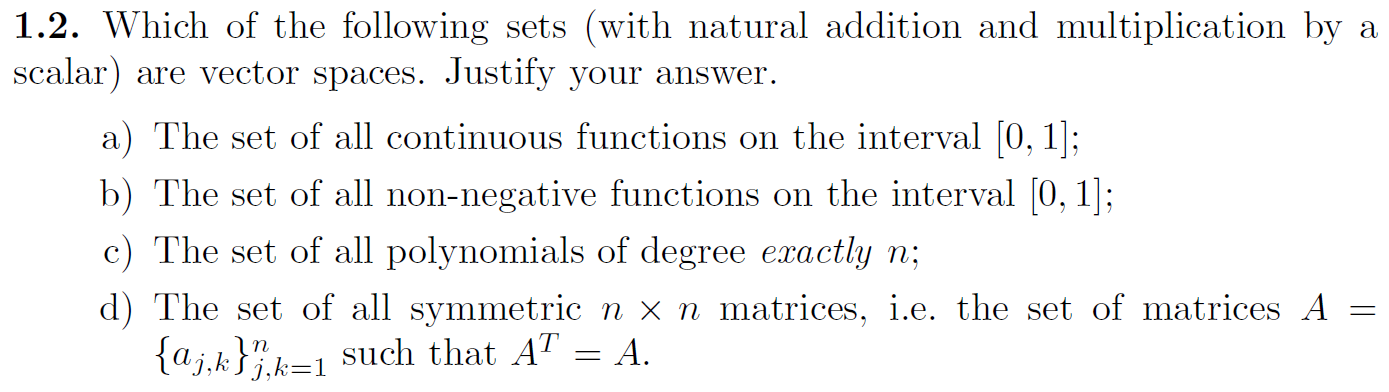 1.2. Which of the following sets (with natural addition and multiplication by a
scalar) are vector spaces. Justify your answer.
a) The set of all continuous functions on the interval [0, 1];
b) The set of all non-negative functions on the interval [0, 1];
c) The set of all polynomials of degree exactly n;
d) The set of all symmetric n × n matrices, i.e. the set of matrices A =
{a_{j,k}}^n_{j,k=1} such that A^T = A.